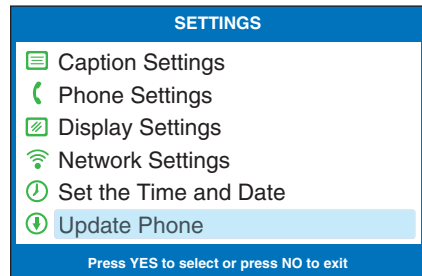 SETTINGS
Caption Settings
Phone Settings
Display Settings
Network Settings
Set the Time and Date
Update Phone
Press YES to select or press NO to exit